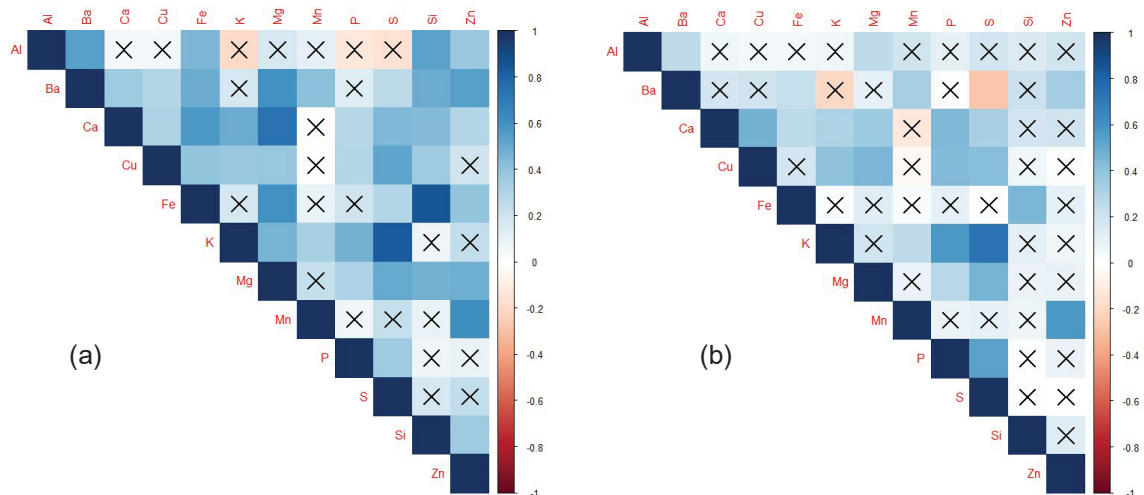 Al Ba Ca Cu Fe K Mg Mn P S Si Zn
Al
Ba
Ca
Cu
Fe
K
Mg
Mn
P
S
Si
Zn
1
0.8
0.6
0.4
0.2
0
-0.2
-0.4
-0.6
-0.8
-1
(a)
Al Ba Ca Cu Fe K Mg Mn P S Si Zn
Al
Ba
Ca
Cu
Fe
K
Mg
Mn
P
S
Si
Zn
1
0.8
0.6
0.4
0.2
0
-0.2
-0.4
-0.6
-0.8
-1
(b)